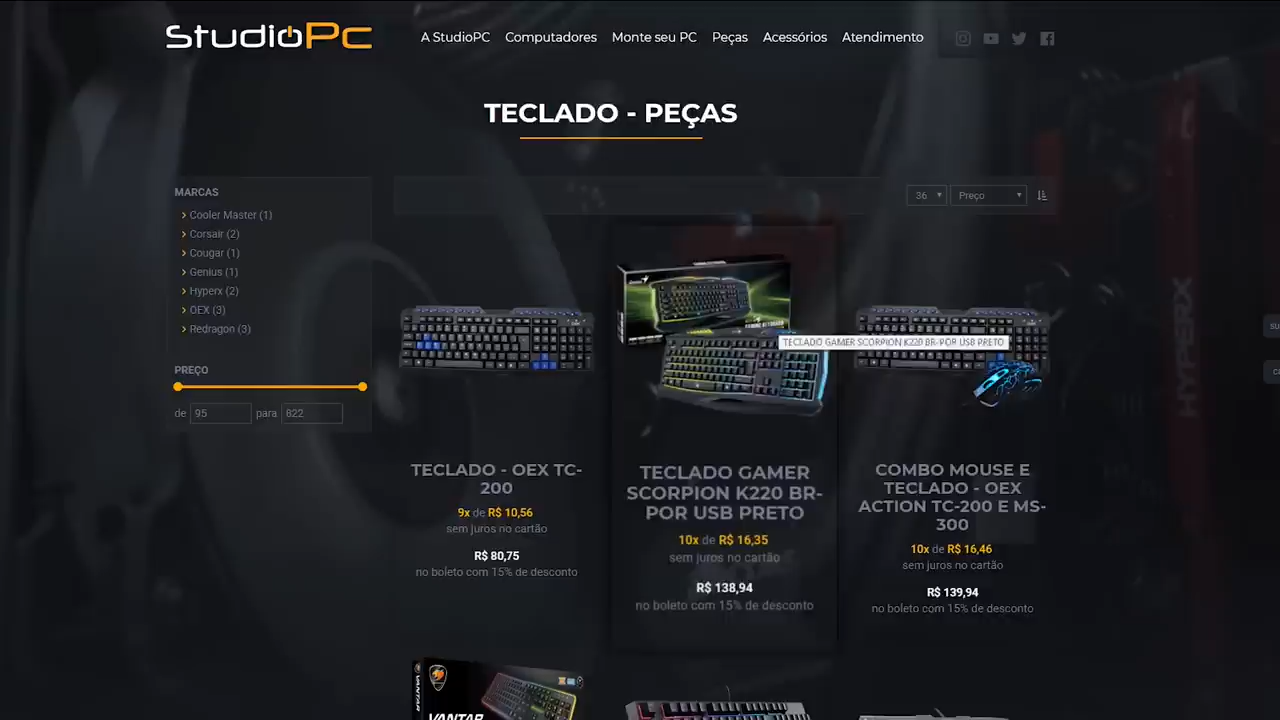 StudioPc
A StudioPC
Computadores
Monte seu PC
Peças
Acessórios
Atendimento
TECLADO - PEÇAS
MARCAS
Cooler Master (1)
Corsair (2)
Cougar (1)
Genius (1)
Hyperx (2)
OEX (3)
Redragon (3)
PREÇO
de 95 para 822
36
Preço
HYPERX
TECLADO GAMER SCORPION K220 BR-POR USB PRETO
TECLADO - OEX TC-
200
9x de R$ 10,56
sem juros no cartão
R$ 80,75
no boleto com 15% de desconto
TECLADO GAMER
SCORPION K220 BR-
POR USB PRETO
10x de R$ 16,35
sem juros no cartão
R$ 138,94
no boleto com 15% de desconto
COMBO MOUSE E
TECLADO - OEX
ACTION TC-200 E MS-
300
10x de R$ 16,46
sem juros no cartão
R$ 139,94
no boleto com 15% de desconto
VANTAR